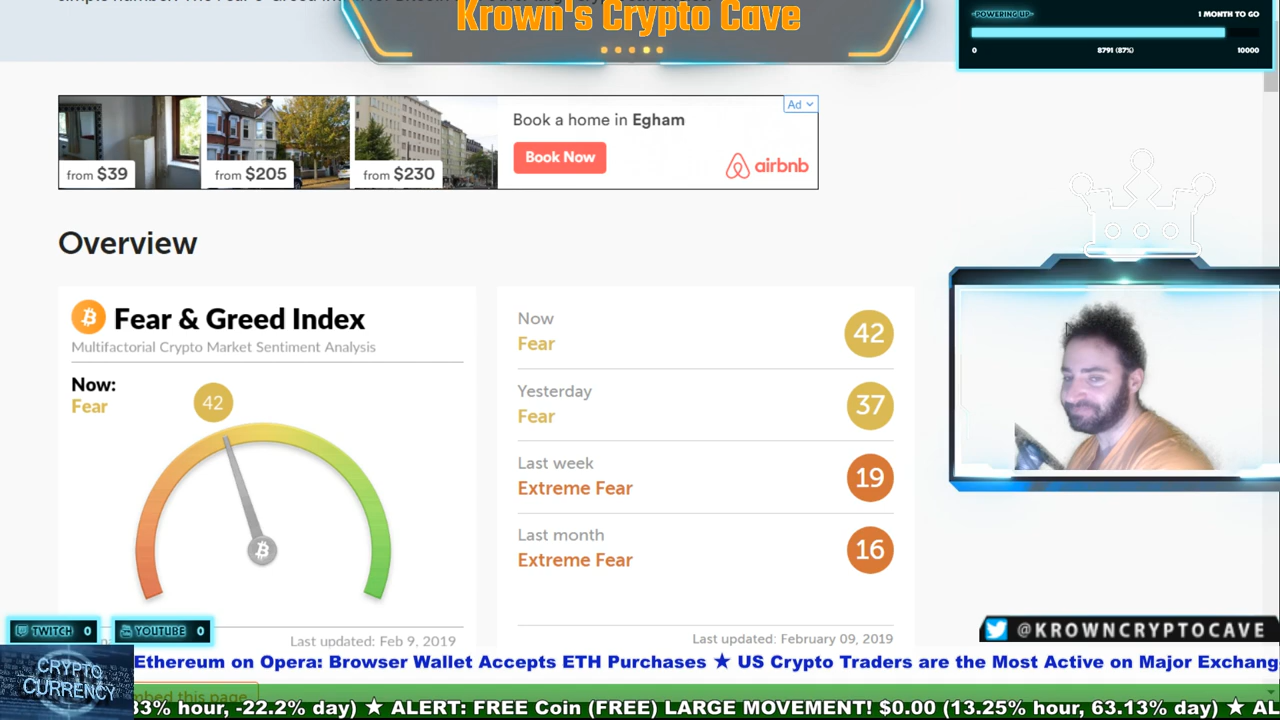 Krown's Crypto Cave
-POWERING UP-
1 MONTH TO GO
0
8791 (87%)
10000
from $39
from $205
from $230
Book a home in Egham
Book Now
airbnb
Ad
Overview
Fear & Greed Index
Multifactorial Crypto Market Sentiment Analysis
Now:
Fear
42
Last updated: Feb 9, 2019
Now
Fear
42
Yesterday
Fear
37
Last week
Extreme Fear
19
Last month
Extreme Fear
16
Last updated: February 09, 2019
TWITCH 0
YOUTUBE 0
@KROWNCRYPTOCAVE
CRYPTO
CURRENCY
Ethereum on Opera: Browser Wallet Accepts ETH Purchases ★ US Crypto Traders are the Most Active on Major Exchang
this page
33% hour, -22.2% day) ★ ALERT: FREE Coin (FREE) LARGE MOVEMENT! $0.00 (13.25% hour, 63.13% day) ★ AL